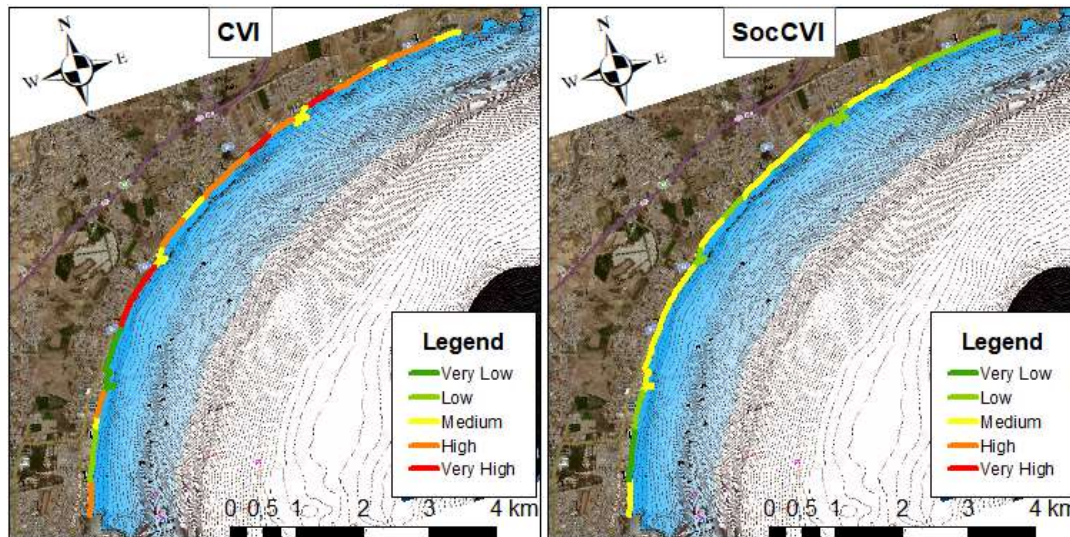 CVI
N
W
E
S
Legend
Very Low
Low
Medium
High
Very High
0 0,5 1 2 3 4 km
SocCVI
N
W
E
S
Legend
Very Low
Low
Medium
High
Very High
0 0,5 1 2 3 4 km